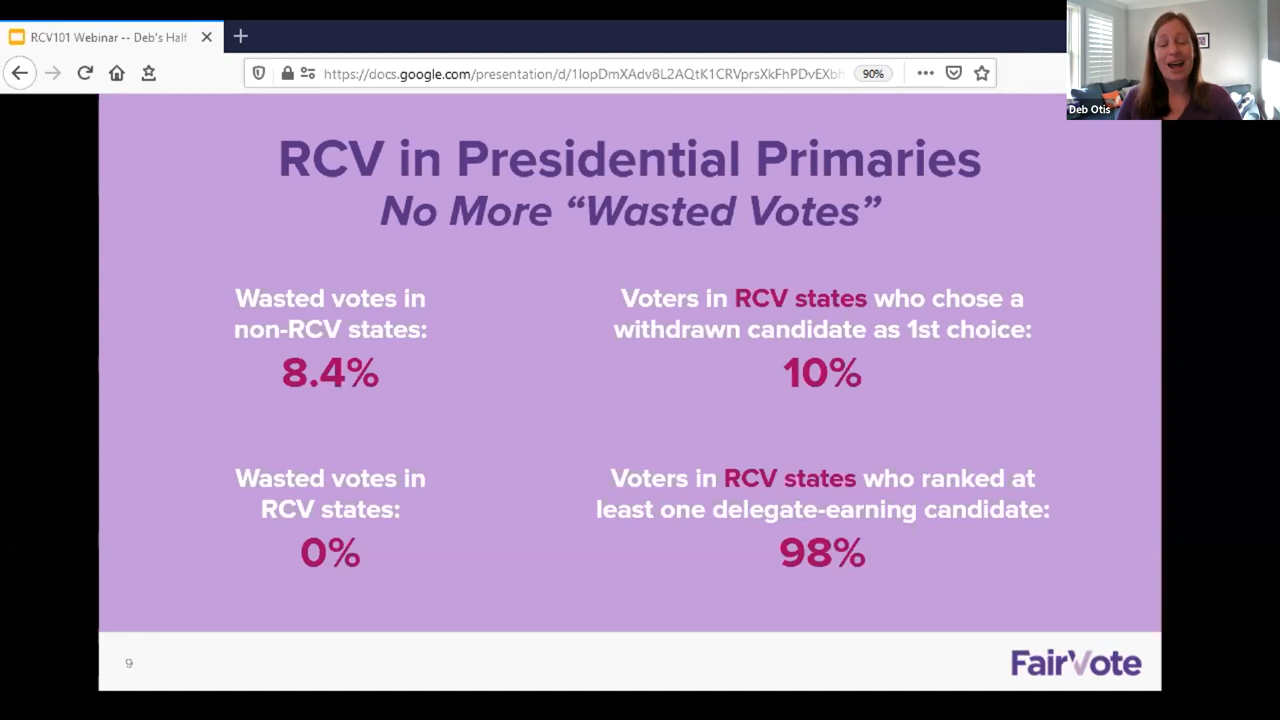 RCV101 Webinar -- Deb's Half
https://docs.google.com/presentation/d/1IopDmXAdv8L2AQtK1CRVprsXkFhPDvEXbh
90%
Deb Otis
RCV in Presidential Primaries
No More “Wasted Votes”
Wasted votes in
non-RCV states:
8.4%
Voters in RCV states who chose a
withdrawn candidate as 1st choice:
10%
Wasted votes in
RCV states:
0%
Voters in RCV states who ranked at
least one delegate-earning candidate:
98%
9
FairVote